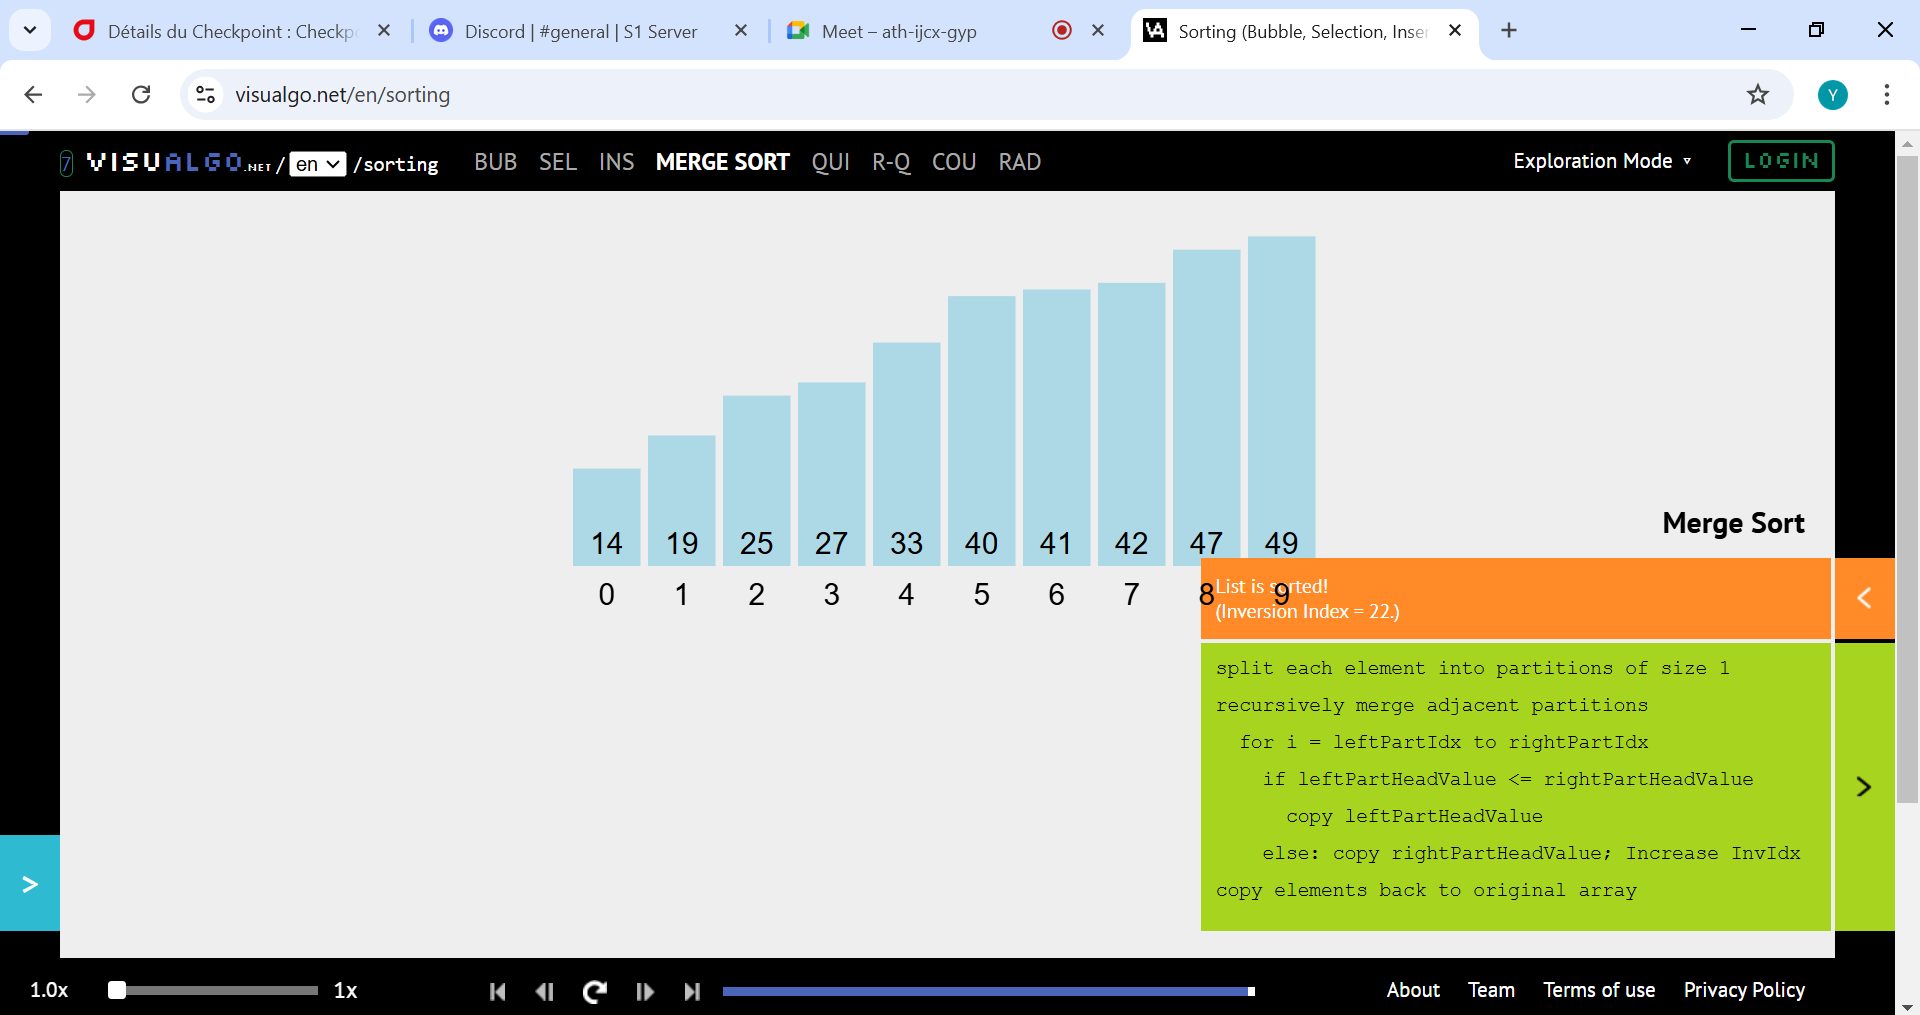 Détails du Checkpoint : Checkp
Discord | #general | S1 Server
Meet – ath-ijcx-gyp
Sorting (Bubble, Selection, Inser
visualgo.net/en/sorting
Y
7 VISUALGO.NET / en /sorting BUB SEL INS MERGE SORT QUI R-Q COU RAD Exploration Mode ▾ LOGIN
14 19 25 27 33 40 41 42 47 49
0 1 2 3 4 5 6 7 8 9
Merge Sort
List is sorted!
(Inversion Index = 22.)
split each element into partitions of size 1
recursively merge adjacent partitions
for i = leftPartIdx to rightPartIdx
if leftPartHeadValue <= rightPartHeadValue
copy leftPartHeadValue
else: copy rightPartHeadValue; Increase InvIdx
copy elements back to original array
1.0x 1x About Team Terms of use Privacy Policy